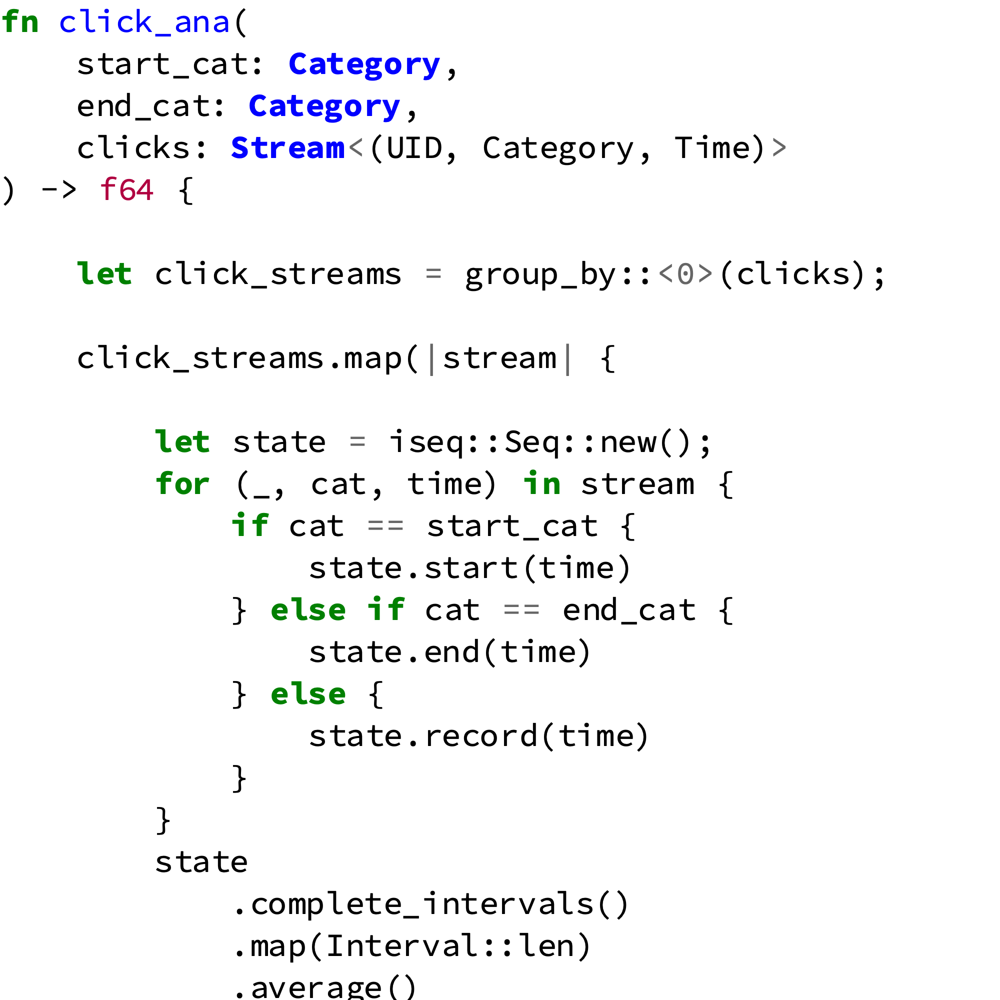 fn click_ana(
    start_cat: Category,
    end_cat: Category,
    clicks: Stream<(UID, Category, Time)>
) -> f64 {

    let click_streams = group_by::<0>(clicks);

    click_streams.map(|stream| {

        let state = iseq::Seq::new();
        for (_, cat, time) in stream {
            if cat == start_cat {
                state.start(time)
            } else if cat == end_cat {
                state.end(time)
            } else {
                state.record(time)
            }
        }
        state
            .complete_intervals()
            .map(Interval::len)
            .average()